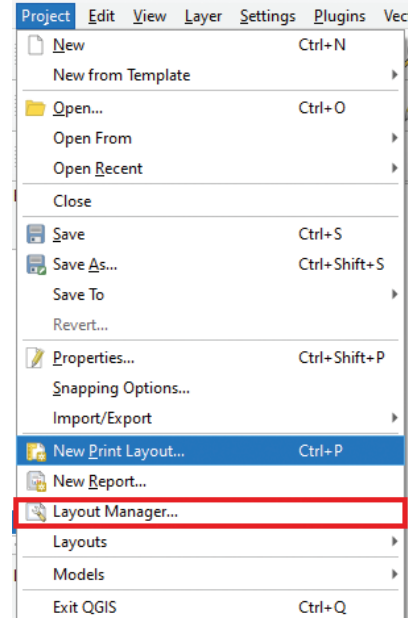 Project Edit View Layer Settings Plugins Vec
New Ctrl+N
New from Template
Open... Ctrl+O
Open From
Open Recent
Close
Save Ctrl+S
Save As... Ctrl+Shift+S
Save To
Revert...
Properties... Ctrl+Shift+P
Snapping Options...
Import/Export
New Print Layout... Ctrl+P
New Report...
Layout Manager...
Layouts
Models
Exit QGIS Ctrl+Q